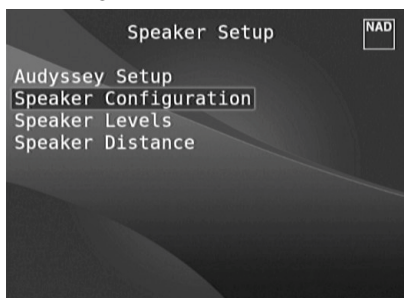 Speaker Setup
NAD
Audyssey Setup
Speaker Configuration
Speaker Levels
Speaker Distance